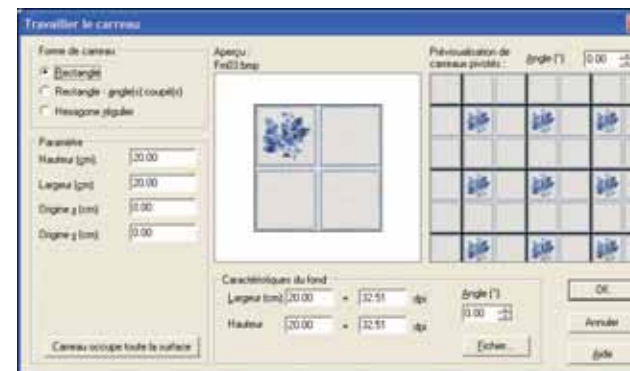 Travailler le carreau
Forme de carreau
Rectangle
Rectangle : angle(s) coupé(s)
Hexagone régulier
Paramètre
Hauteur (cm) 20.00
Largeur (cm) 20.00
Origine x (cm) 0.00
Origine y (cm) 0.00
Carreau occupe toute la surface
Aperçu :
Fm03.bmp
Prévisualisation de
carreaux pivotés :
Angle (°) 0.00
Caractéristiques du fond
Largeur (cm) 20.00 = 32.51 dpi
Hauteur 20.00 = 32.51 dpi
Angle (°)
0.00
Fichier...
OK
Annuler
Aide